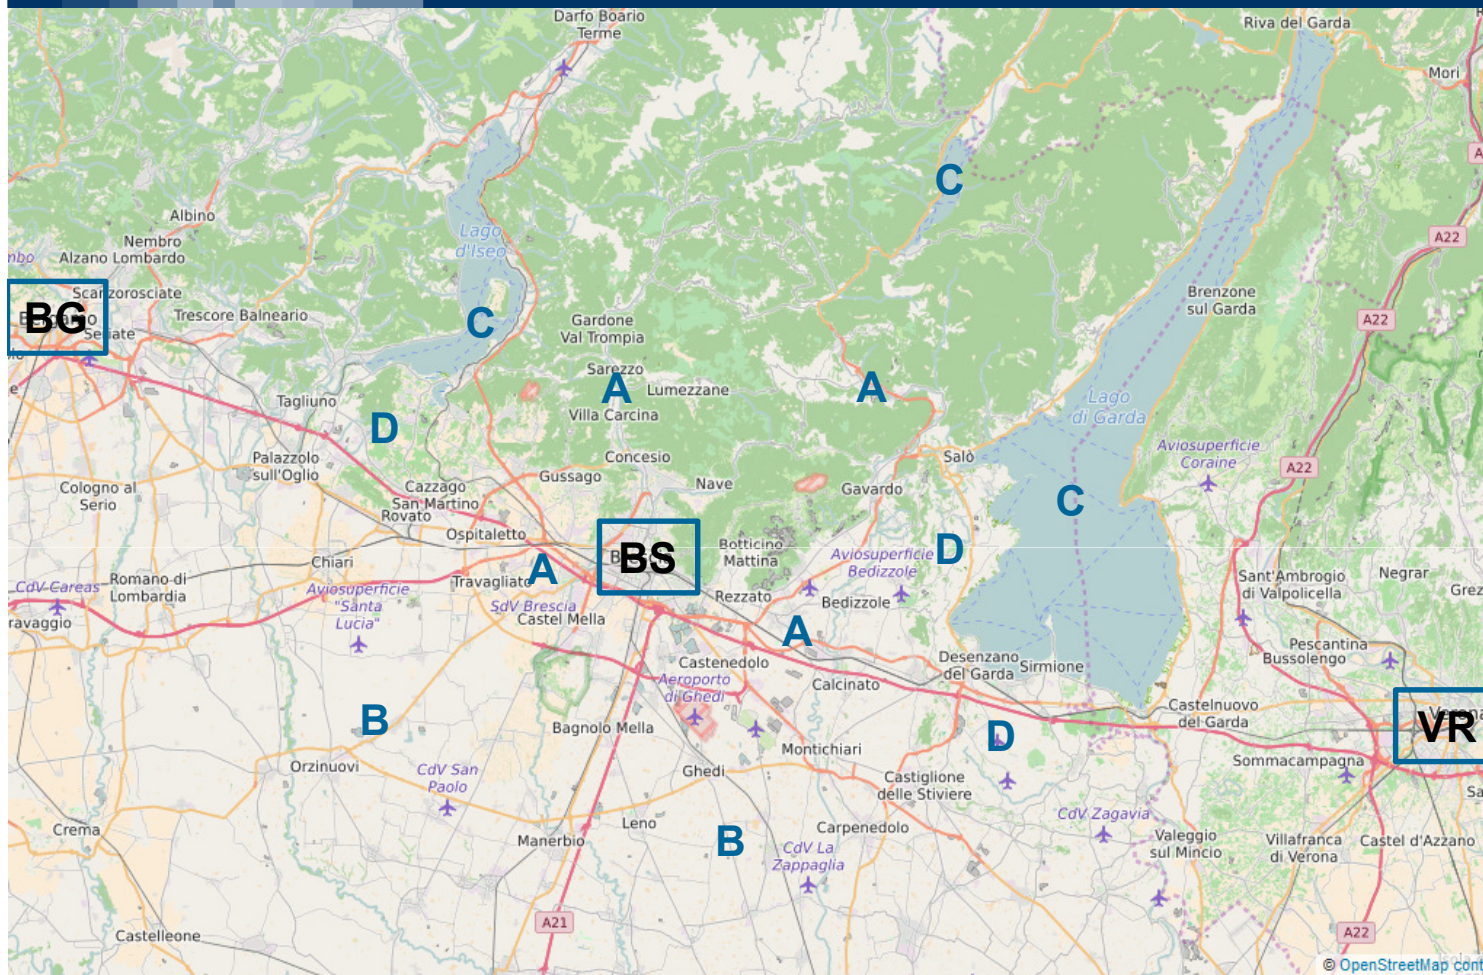 Darfo Boario
Terme
Riva del Garda
Mori
C
Albino
Nembro
Alzano Lombardo
Lago
d'Iseo
A22
mbo
Scanzorosciate
BG
Seriate
Trescore Balneario
C
Gardone
Val Trompia
Brenzone
sul Garda
A22
Sarezzo
A
Lumezzane
Villa Carcina
A
Lago
di Garda
Tagliuno
D
Palazzolo
sull'Oglio
Concesio
Salò
Aviosuperficie
Coraine
A22
Cologno al
Serio
Cazzago
San Martino
Rovato
Gussago
Nave
Gavardo
C
Ospitaletto
BS
Botticino
Mattina
Aviosuperficie
Bedizzole
D
Chiari
Travagliato
A
Romano di
Lombardia
CdV Careas
ravaggio
Aviosuperficie
"Santa
Lucia"
SdV Brescia
Castel Mella
Rezzato
Bedizzole
Sant'Ambrogio
di Valpolicella
Negrar
Grez
A
Castenedolo
Aeroporto
di Ghedi
Calcinato
Desenzano
del Garda
Sirmione
Pescantina
Bussolengo
B
Bagnolo Mella
Montichiari
D
Castelnuovo
del Garda
VR
Sommacampagna
Orzinuovi
CdV San
Paolo
Ghedi
Castiglione
delle Stiviere
Sa
Crema
Manerbio
Leno
B
Carpenedolo
CdV La
Zappaglia
CdV Zagavia
Valeggio
sul Mincio
Villafranca
di Verona
Castel d'Azzano
A21
A22
Castelleone
© OpenStreetMap cont